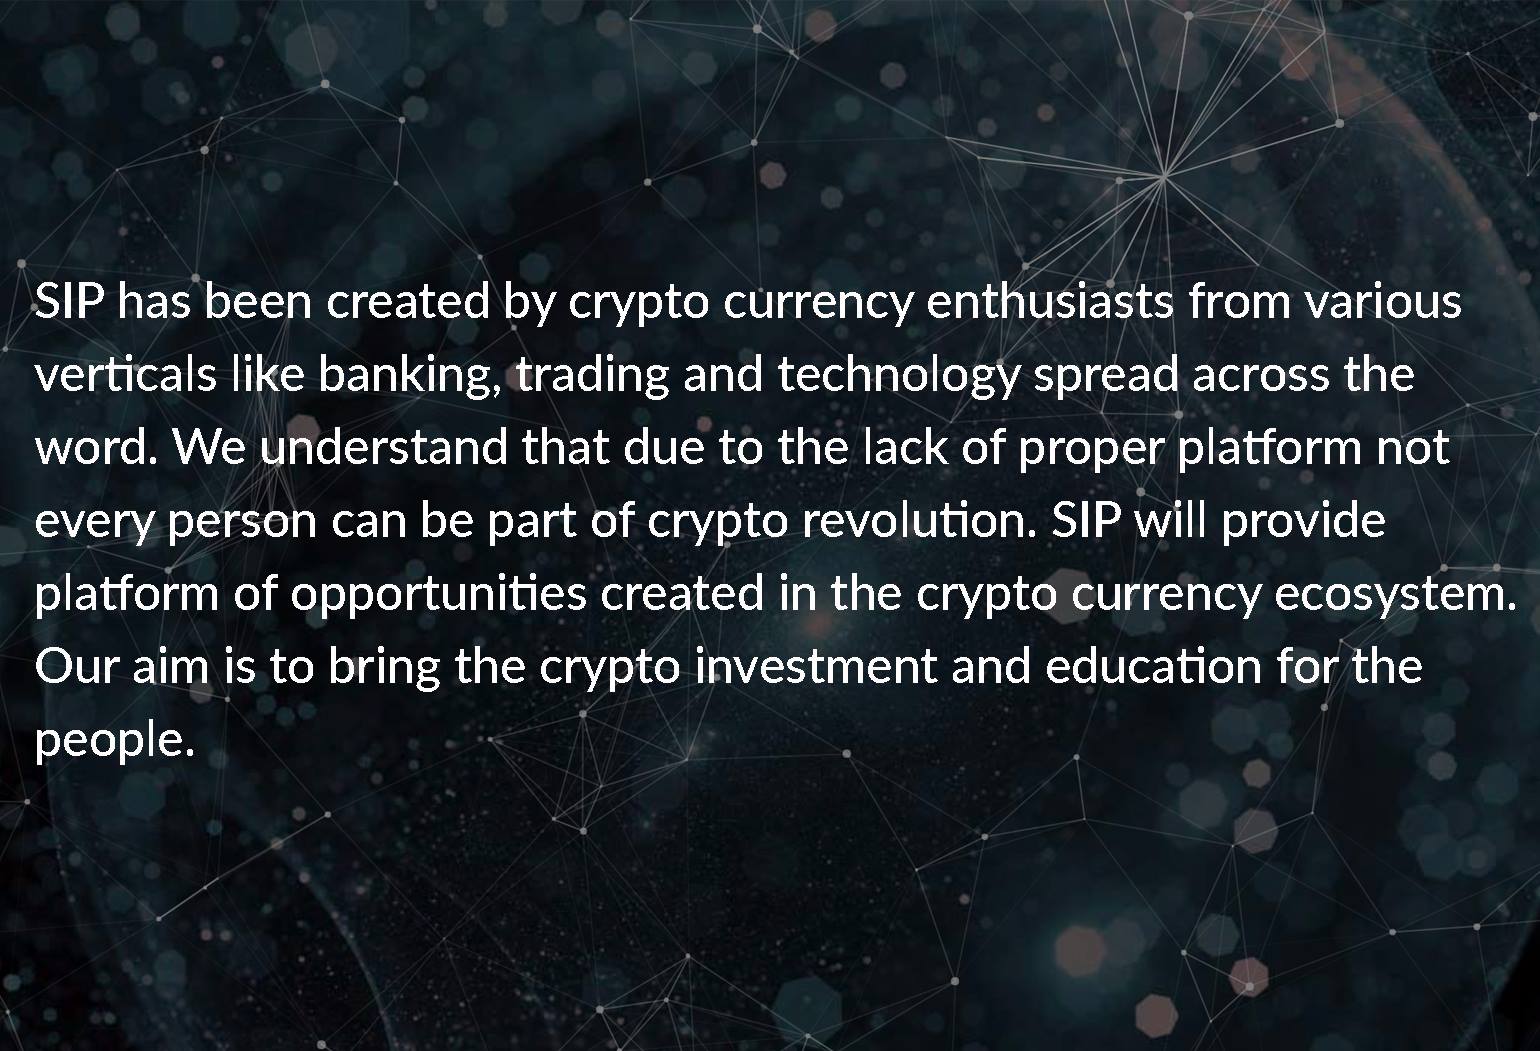 SIP has been created by crypto currency enthusiasts from various
verticals like banking, trading and technology spread across the
word. We understand that due to the lack of proper platform not
every person can be part of crypto revolution. SIP will provide
platform of opportunities created in the crypto currency ecosystem.
Our aim is to bring the crypto investment and education for the
people.